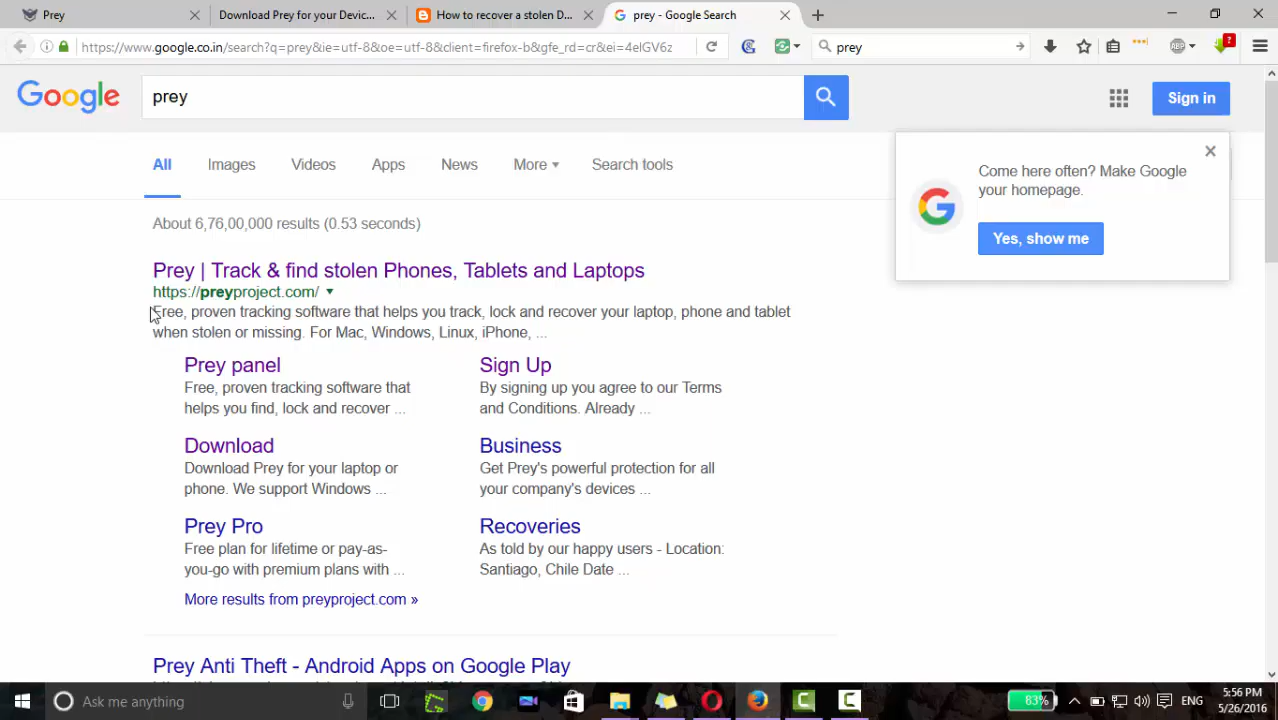 Prey
Download Prey for your Devic...
How to recover a stolen D...
prey - Google Search
https://www.google.co.in/search?q=prey&ie=utf-8&oe=utf-8&client=firefox-b&gfe_rd=cr&ei=4elGV6z
prey
ABP
?
Google
prey
Sign in
All
Images
Videos
Apps
News
More
Search tools
Come here often? Make Google
your homepage.
Yes, show me
About 6,76,00,000 results (0.53 seconds)
Prey | Track & find stolen Phones, Tablets and Laptops
https://preyproject.com/
Free, proven tracking software that helps you track, lock and recover your laptop, phone and tablet
when stolen or missing. For Mac, Windows, Linux, iPhone, ...
Prey panel
Free, proven tracking software that
helps you find, lock and recover ...
Sign Up
By signing up you agree to our Terms
and Conditions. Already ...
Download
Download Prey for your laptop or
phone. We support Windows ...
Business
Get Prey's powerful protection for all
your company's devices ...
Prey Pro
Free plan for lifetime or pay-as-
you-go with premium plans with ...
Recoveries
As told by our happy users - Location:
Santiago, Chile Date ...
More results from preyproject.com »
Prey Anti Theft - Android Apps on Google Play
Ask me anything
83%
ENG
5:56 PM
5/26/2016